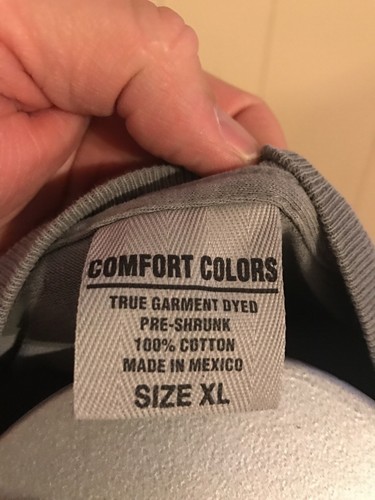 COMFORT COLORS
TRUE GARMENT DYED
PRE-SHRUNK
100% COTTON
MADE IN MEXICO
SIZE XL